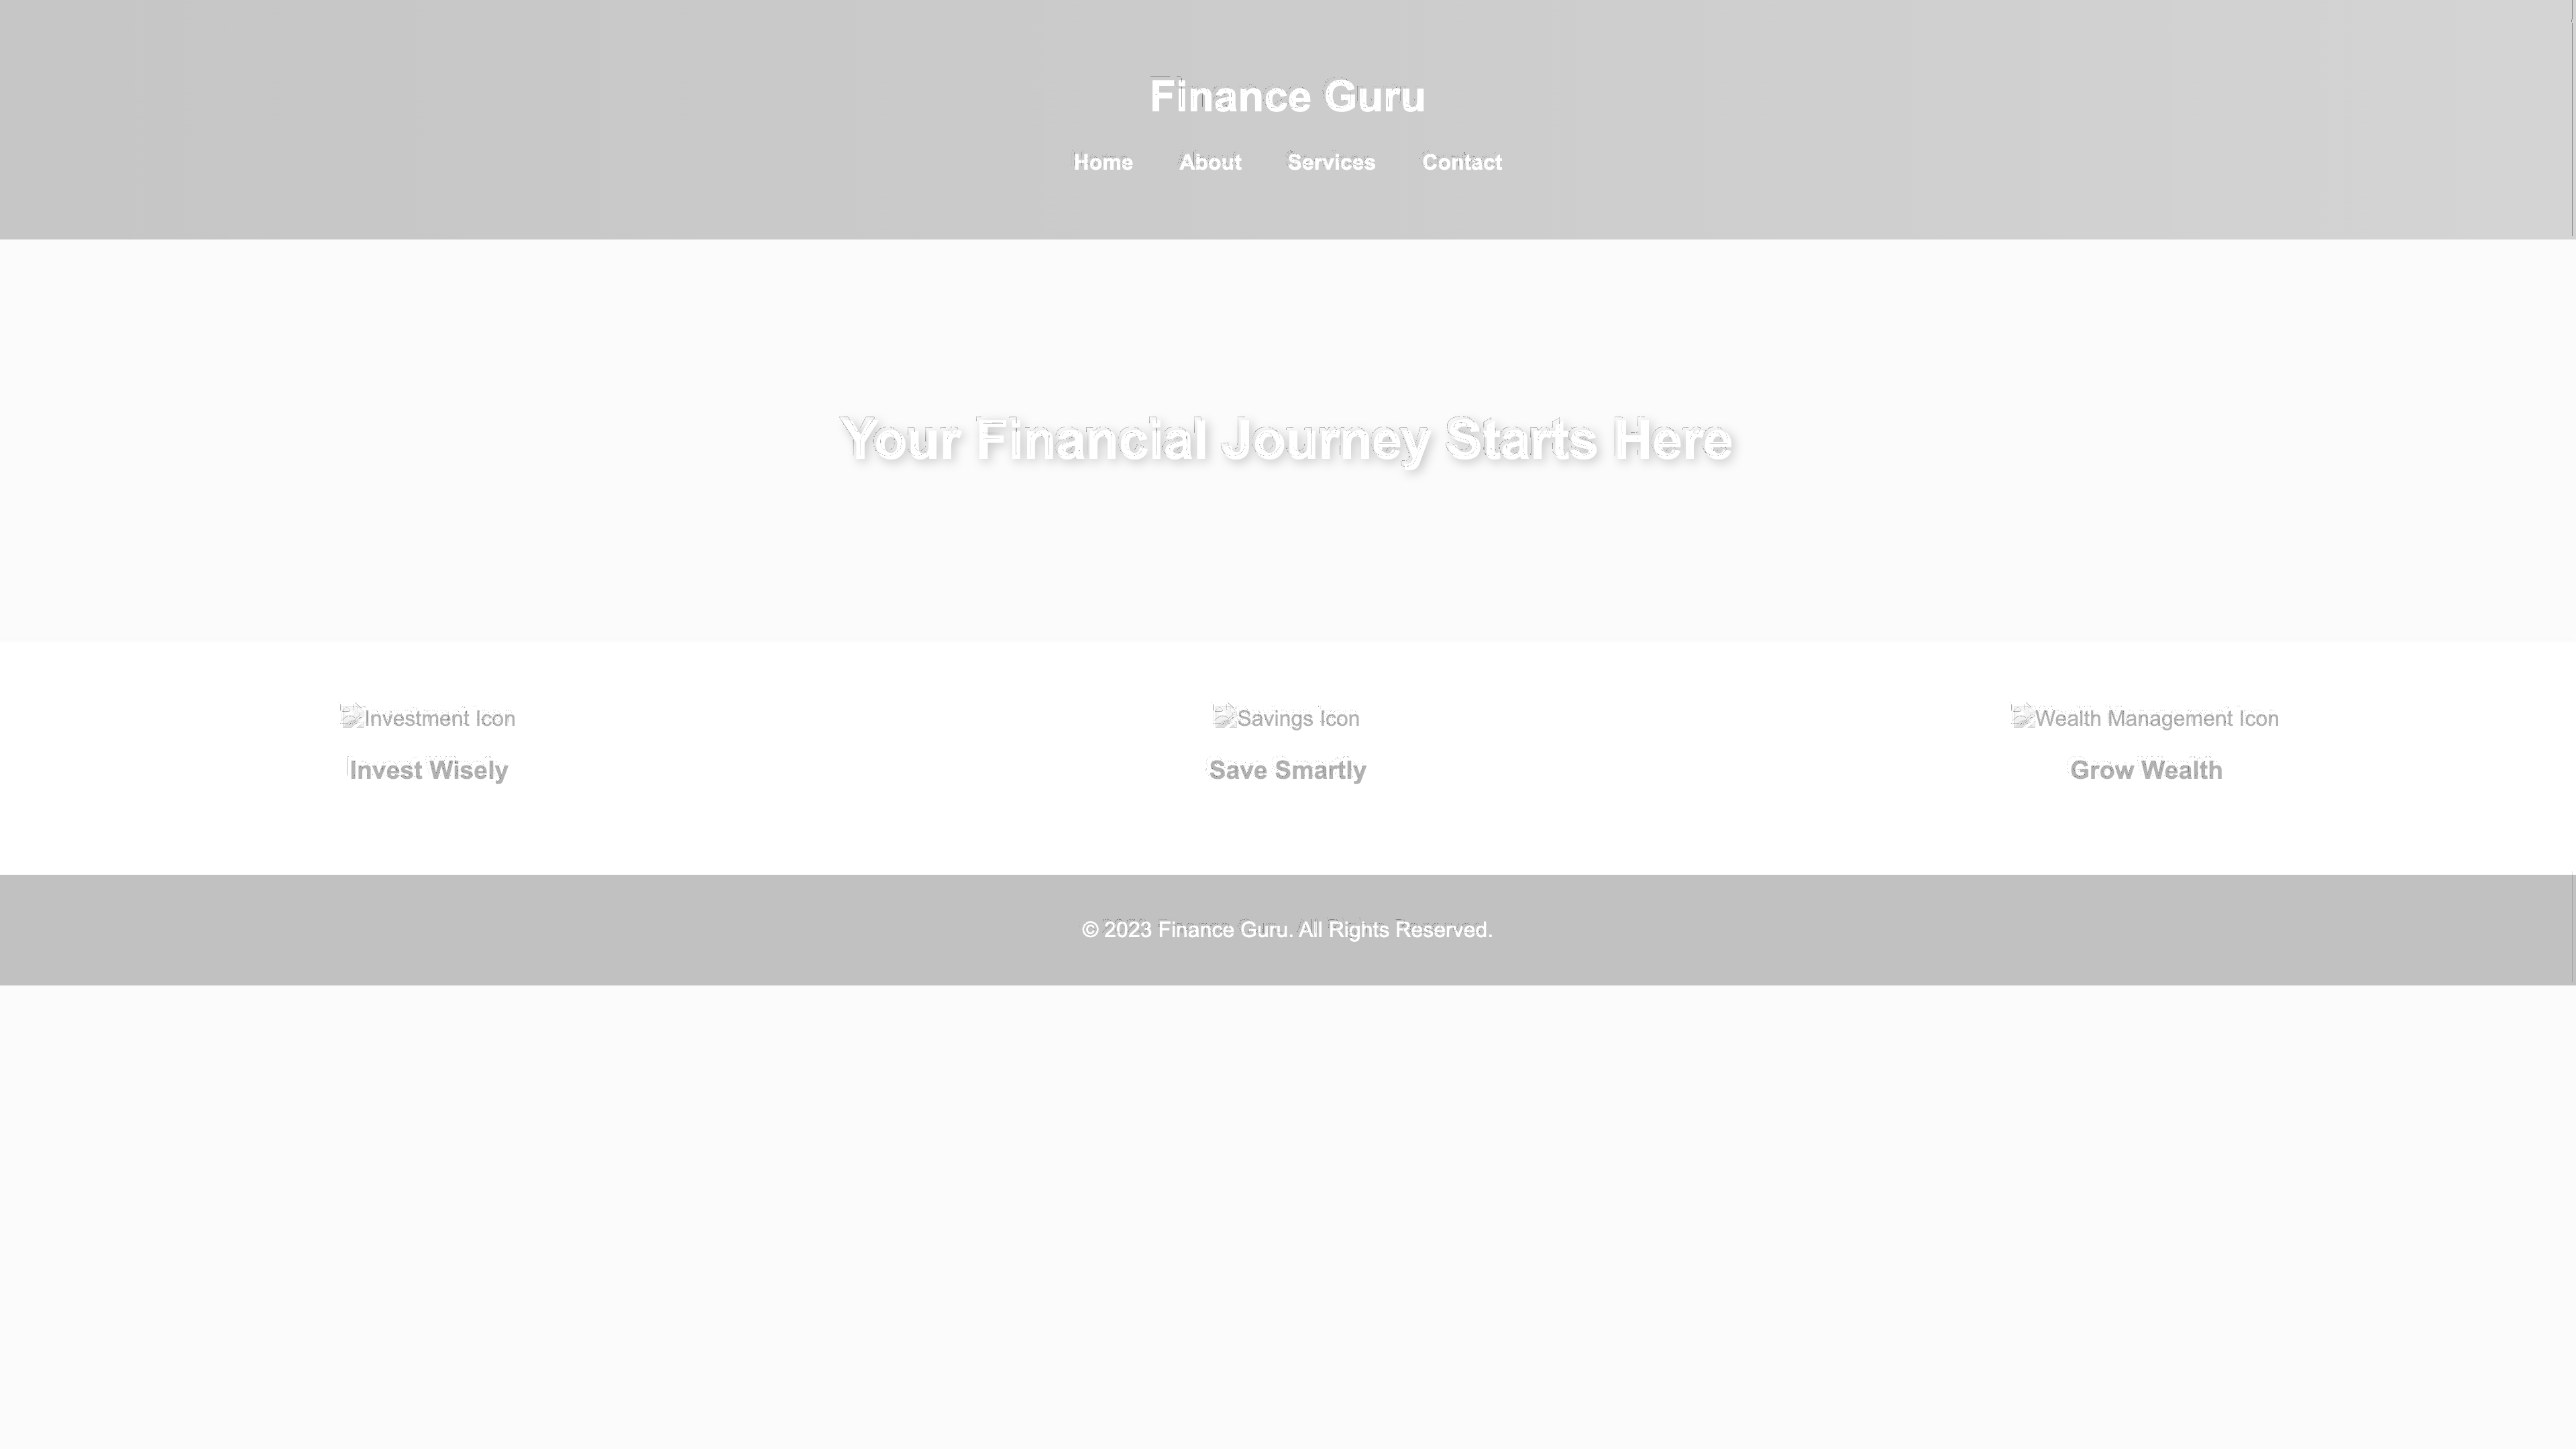 Finance Guru
Home About Services Contact
Your Financial Journey Starts Here
Investment Icon Savings Icon Wealth Management Icon
Invest Wisely Save Smartly Grow Wealth
© 2023 Finance Guru. All Rights Reserved.